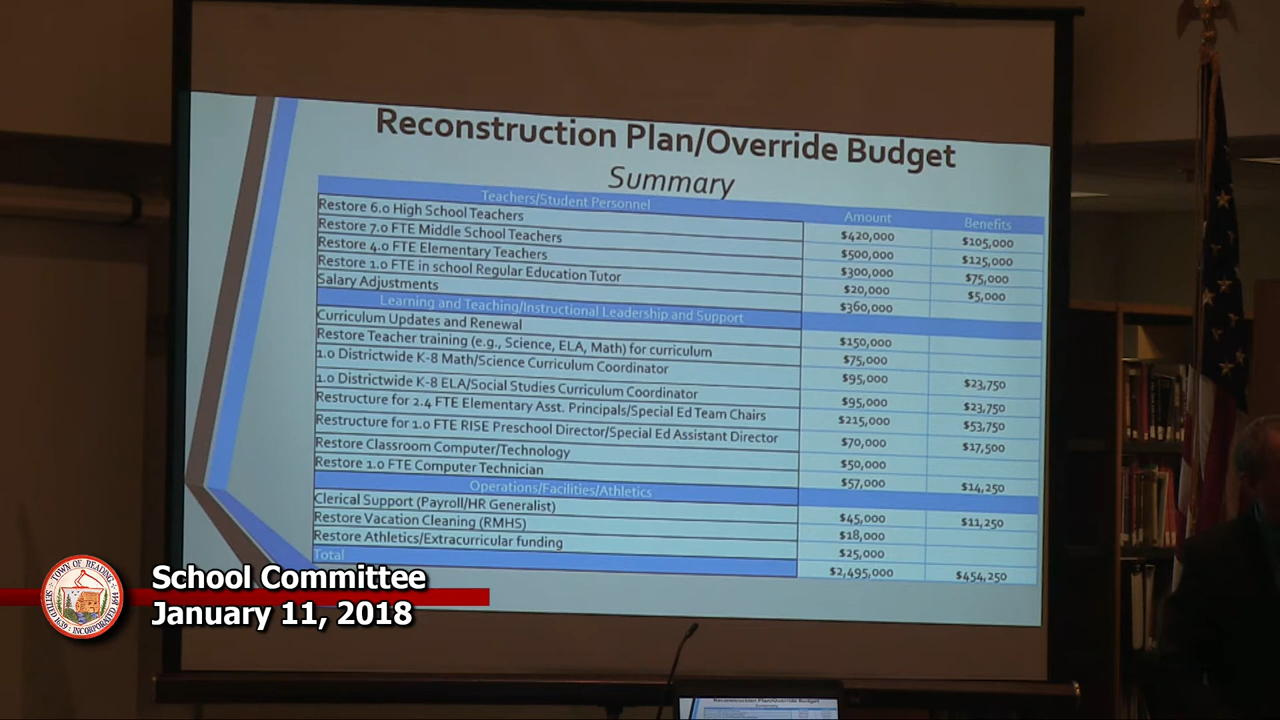 Reconstruction Plan/Override Budget
Summary
Teachers/Student Personnel Amount Benefits
Restore 6.0 High School Teachers $420,000 $105,000
Restore 7.0 FTE Middle School Teachers $500,000 $125,000
Restore 4.0 FTE Elementary Teachers $300,000 $75,000
Restore 1.0 FTE in school Regular Education Tutor $20,000 $5,000
Salary Adjustments $360,000
Learning and Teaching/Instructional Leadership and Support
Curriculum Updates and Renewal $150,000
Restore Teacher training (e.g., Science, ELA, Math) for curriculum $75,000
1.0 Districtwide K-8 Math/Science Curriculum Coordinator $95,000 $23,750
1.0 Districtwide K-8 ELA/Social Studies Curriculum Coordinator $95,000 $23,750
Restructure for 2.4 FTE Elementary Asst. Principals/Special Ed Team Chairs $215,000 $53,750
Restructure for 1.0 FTE RISE Preschool Director/Special Ed Assistant Director $70,000 $17,500
Restore Classroom Computer/Technology $50,000
Restore 1.0 FTE Computer Technician $57,000 $14,250
Operations/Facilities/Athletics
Clerical Support (Payroll/HR Generalist) $45,000 $11,250
Restore Vacation Cleaning (RMHS) $18,000
Restore Athletics/Extracurricular funding $25,000
Total $2,495,000 $454,250
TOWN OF READING
SETTLED 1639 INCORPORATED 1644
School Committee
January 11, 2018
Reconstruction Plan/Override Budget
Summary